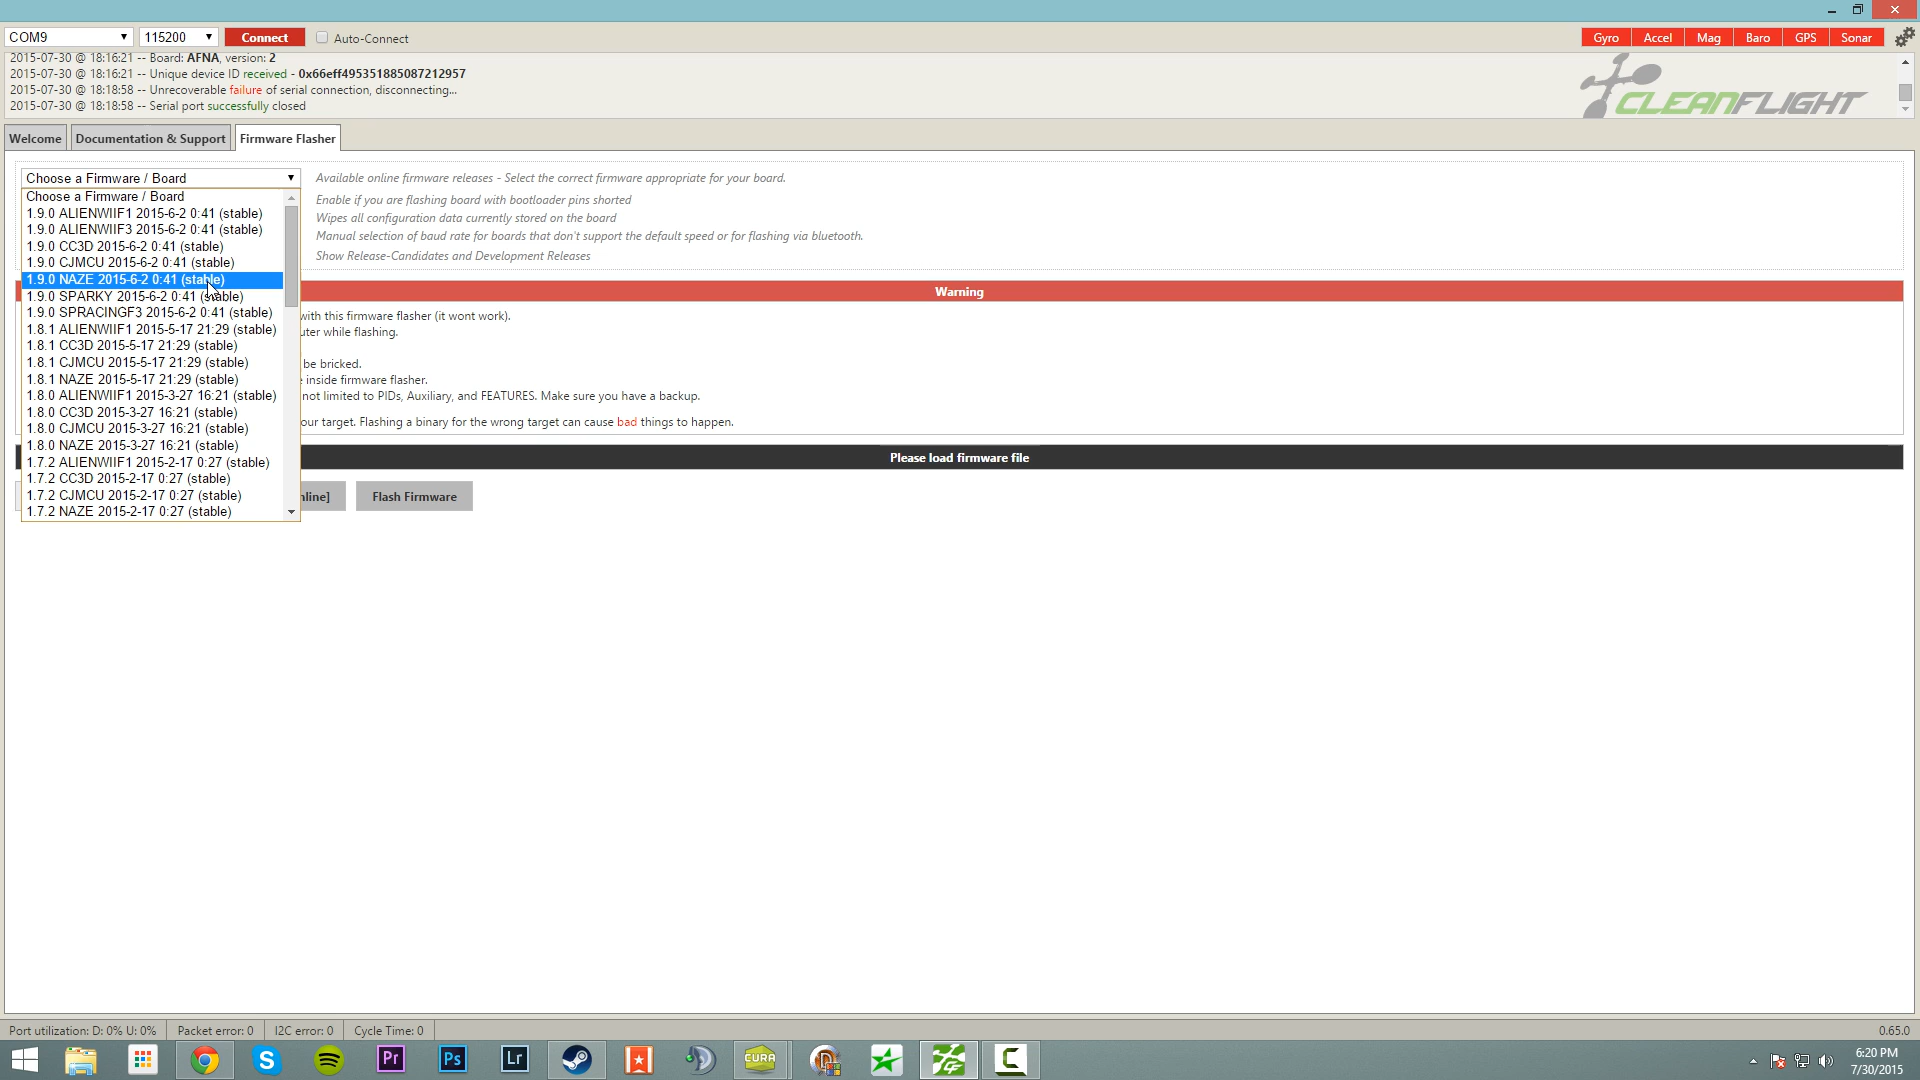 COM9
115200
Connect
Auto-Connect
Gyro
Accel
Mag
Baro
GPS
Sonar
2015-07-30 @ 18:16:21 -- Board: AFNA, version: 2
2015-07-30 @ 18:16:21 -- Unique device ID received - 0x66eff495351885087212957
2015-07-30 @ 18:18:58 -- Unrecoverable failure of serial connection, disconnecting...
2015-07-30 @ 18:18:58 -- Serial port successfully closed
CLEANFLIGHT
Welcome
Documentation & Support
Firmware Flasher
Choose a Firmware / Board
Available online firmware releases - Select the correct firmware appropriate for your board.
Choose a Firmware / Board
Enable if you are flashing board with bootloader pins shorted
1.9.0 ALIENWIIF1 2015-6-2 0:41 (stable)
Wipes all configuration data currently stored on the board
1.9.0 ALIENWIIF3 2015-6-2 0:41 (stable)
Manual selection of baud rate for boards that don't support the default speed or for flashing via bluetooth.
1.9.0 CC3D 2015-6-2 0:41 (stable)
Show Release-Candidates and Development Releases
1.9.0 CJMCU 2015-6-2 0:41 (stable)
1.9.0 NAZE 2015-6-2 0:41 (stable)
Warning
1.9.0 SPARKY 2015-6-2 0:41 (stable)
1.9.0 SPRACINGF3 2015-6-2 0:41 (stable)
with this firmware flasher (it wont work).
1.8.1 ALIENWIIF1 2015-5-17 21:29 (stable)
uter while flashing.
1.8.1 CC3D 2015-5-17 21:29 (stable)
1.8.1 CJMCU 2015-5-17 21:29 (stable)
be bricked.
1.8.1 NAZE 2015-5-17 21:29 (stable)
inside firmware flasher.
1.8.0 ALIENWIIF1 2015-3-27 16:21 (stable)
not limited to PIDs, Auxiliary, and FEATURES. Make sure you have a backup.
1.8.0 CC3D 2015-3-27 16:21 (stable)
1.8.0 CJMCU 2015-3-27 16:21 (stable)
our target. Flashing a binary for the wrong target can cause bad things to happen.
1.8.0 NAZE 2015-3-27 16:21 (stable)
1.7.2 ALIENWIIF1 2015-2-17 0:27 (stable)
Please load firmware file
1.7.2 CC3D 2015-2-17 0:27 (stable)
1.7.2 CJMCU 2015-2-17 0:27 (stable)
nline]
Flash Firmware
1.7.2 NAZE 2015-2-17 0:27 (stable)
Port utilization: D: 0% U: 0%
Packet error: 0
I2C error: 0
Cycle Time: 0
0.65.0
Pr
Ps
Lr
CURA
CF
6:20 PM
7/30/2015